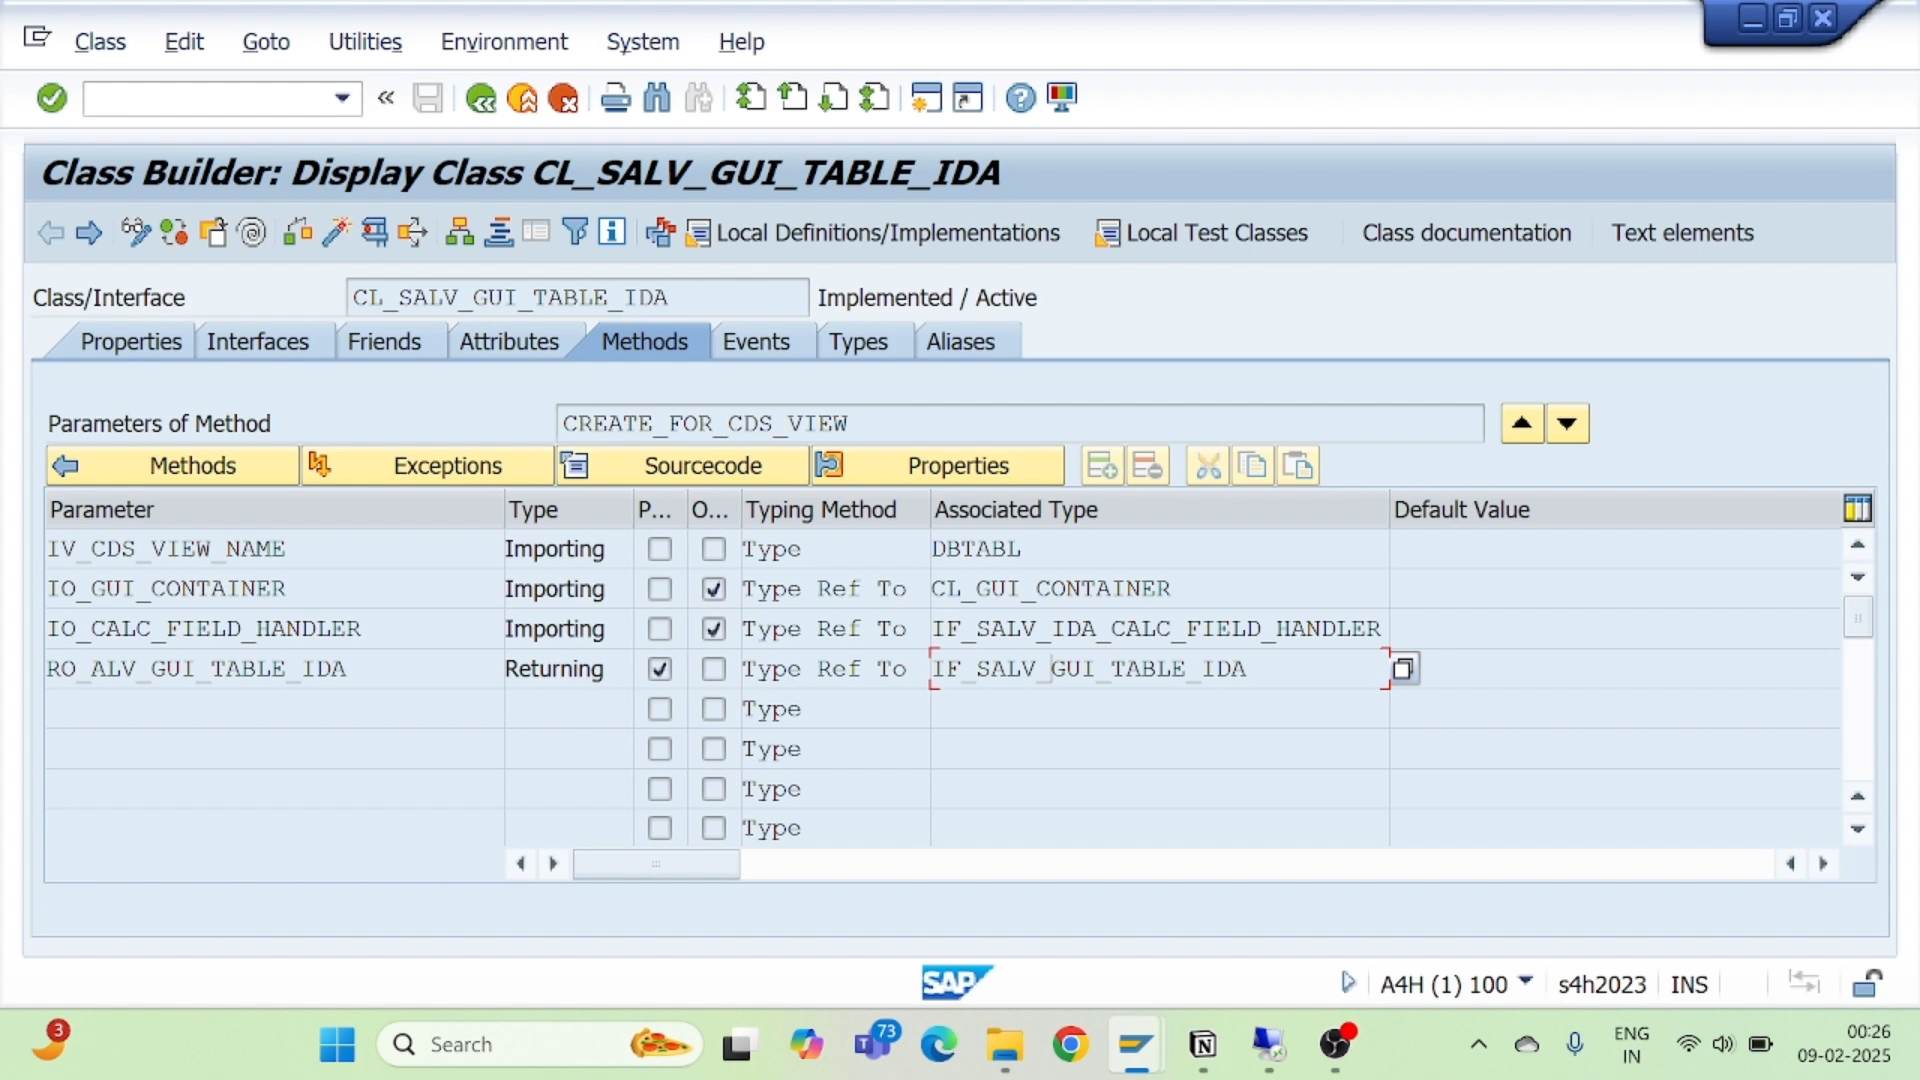 Class Edit Goto Utilities Environment System Help
Class Builder: Display Class CL_SALV_GUI_TABLE_IDA
Local Definitions/Implementations Local Test Classes Class documentation Text elements
Class/Interface CL_SALV_GUI_TABLE_IDA Implemented / Active
Properties Interfaces Friends Attributes Methods Events Types Aliases
Parameters of Method CREATE_FOR_CDS_VIEW
Methods Exceptions Sourcecode Properties
Parameter Type P... O... Typing Method Associated Type Default Value
IV_CDS_VIEW_NAME Importing Type DBTABL
IO_GUI_CONTAINER Importing Type Ref To CL_GUI_CONTAINER
IO_CALC_FIELD_HANDLER Importing Type Ref To IF_SALV_IDA_CALC_FIELD_HANDLER
RO_ALV_GUI_TABLE_IDA Returning Type Ref To IF_SALV_GUI_TABLE_IDA
Type
Type
Type
Type
SAP A4H (1) 100 s4h2023 INS
3 Search 73 ENG IN 00:26
09-02-2025